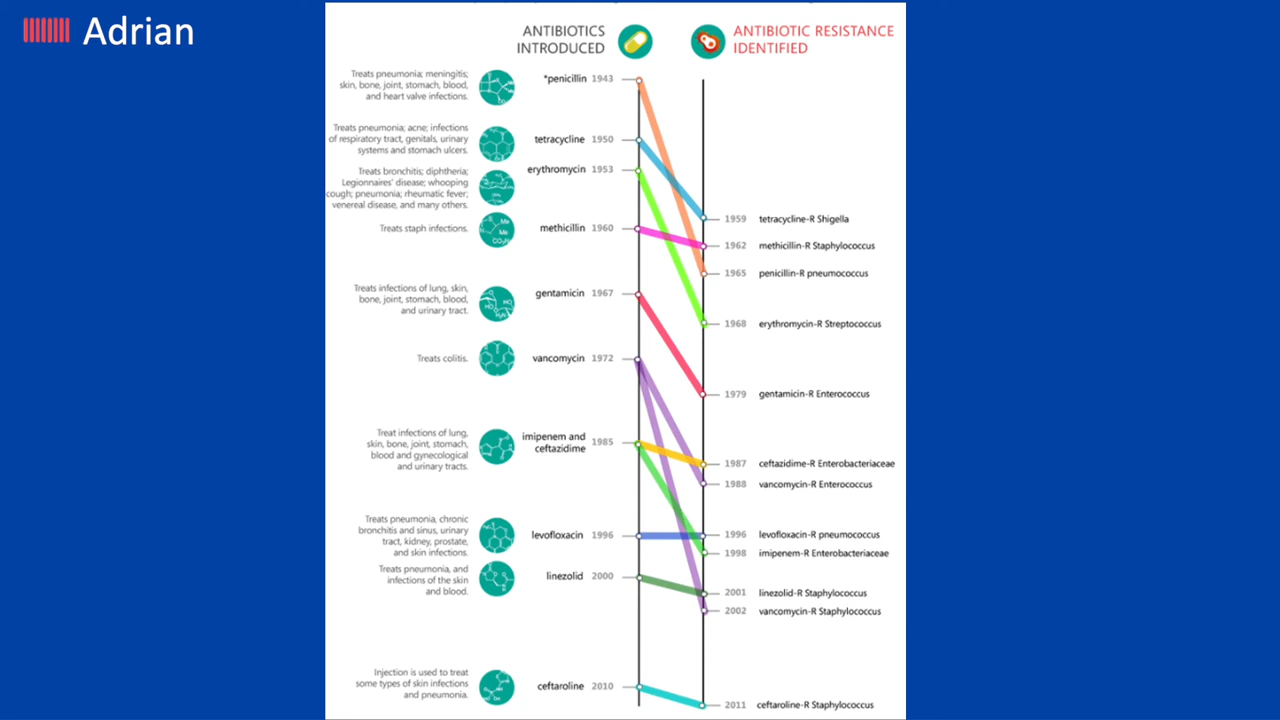 Adrian
ANTIBIOTICS
INTRODUCED
ANTIBIOTIC RESISTANCE
IDENTIFIED
Treats pneumonia; meningitis;
skin, bone, joint, stomach, blood,
and heart valve infections.
*penicillin 1943
Treats pneumonia; acne; infections
of respiratory tract, genitals, urinary
systems and stomach ulcers.
tetracycline 1950
Treats bronchitis; diphtheria;
Legionnaires' disease; whooping
cough; pneumonia; rheumatic fever;
venereal disease, and many others.
erythromycin 1953
Treats staph infections.
methicillin 1960
Treats infections of lung, skin,
bone, joint, stomach, blood,
and urinary tract.
gentamicin 1967
Treats colitis.
vancomycin 1972
Treat infections of lung,
skin, bone, joint, stomach,
blood and gynecological
and urinary tracts.
imipenem and
ceftazidime 1985
Treats pneumonia, chronic
bronchitis and sinus, urinary
tract, kidney, prostate,
and skin infections.
levofloxacin 1996
Treats pneumonia, and
infections of the skin
and blood.
linezolid 2000
Injection is used to treat
some types of skin infections
and pneumonia.
ceftaroline 2010
1959 tetracycline-R Shigella
1962 methicillin-R Staphylococcus
1965 penicillin-R pneumococcus
1968 erythromycin-R Streptococcus
1979 gentamicin-R Enterococcus
1987 ceftazidime-R Enterobacteriaceae
1988 vancomycin-R Enterococcus
1996 levofloxacin-R pneumococcus
1998 imipenem-R Enterobacteriaceae
2001 linezolid-R Staphylococcus
2002 vancomycin-R Staphylococcus
2011 ceftaroline-R Staphylococcus